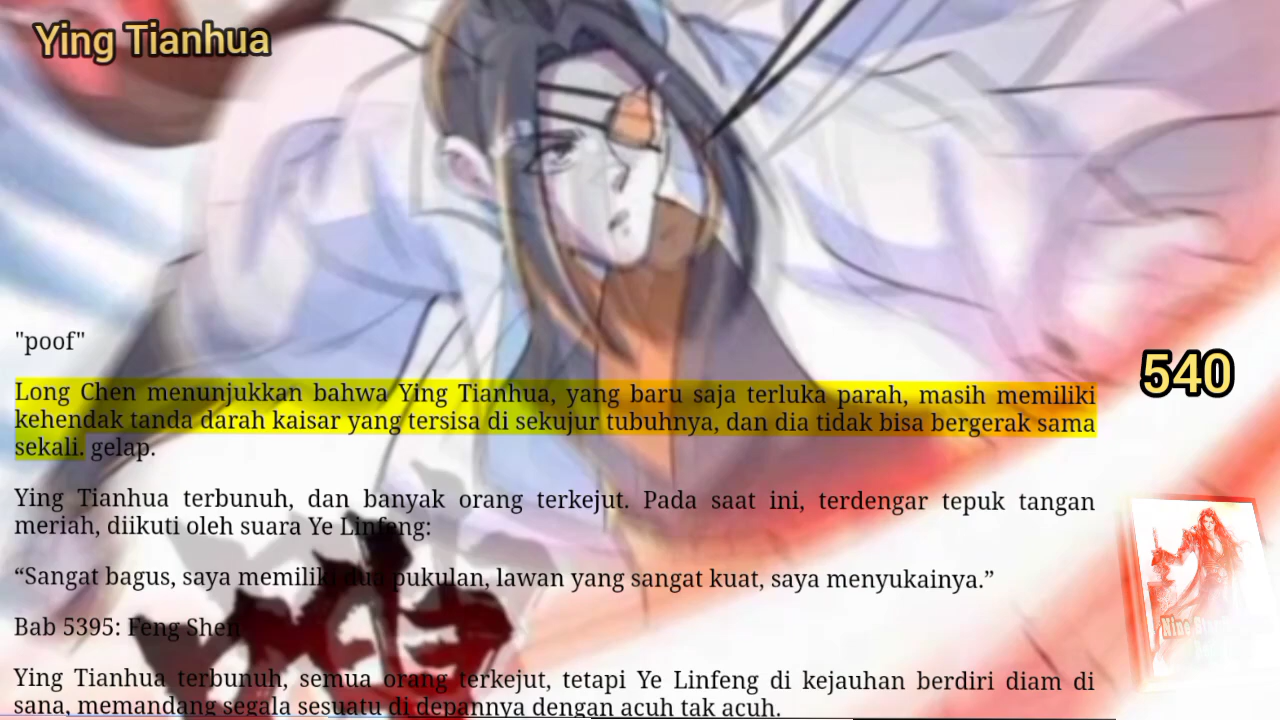 Ying Tianhua
"poof"
Long Chen menunjukkan bahwa Ying Tianhua, yang baru saja terluka parah, masih memiliki
kehendak tanda darah kaisar yang tersisa di sekujur tubuhnya, dan dia tidak bisa bergerak sama
sekali. gelap.
540
Ying Tianhua terbunuh, dan banyak orang terkejut. Pada saat ini, terdengar tepuk tangan
meriah, diikuti oleh suara Ye Linfeng:
“Sangat bagus, saya memiliki dua pukulan, lawan yang sangat kuat, saya menyukainya.”
Bab 5395: Feng Shen
Ying Tianhua terbunuh, semua orang terkejut, tetapi Ye Linfeng di kejauhan berdiri diam di
sana, memandang segala sesuatu di depannya dengan acuh tak acuh.
Nine